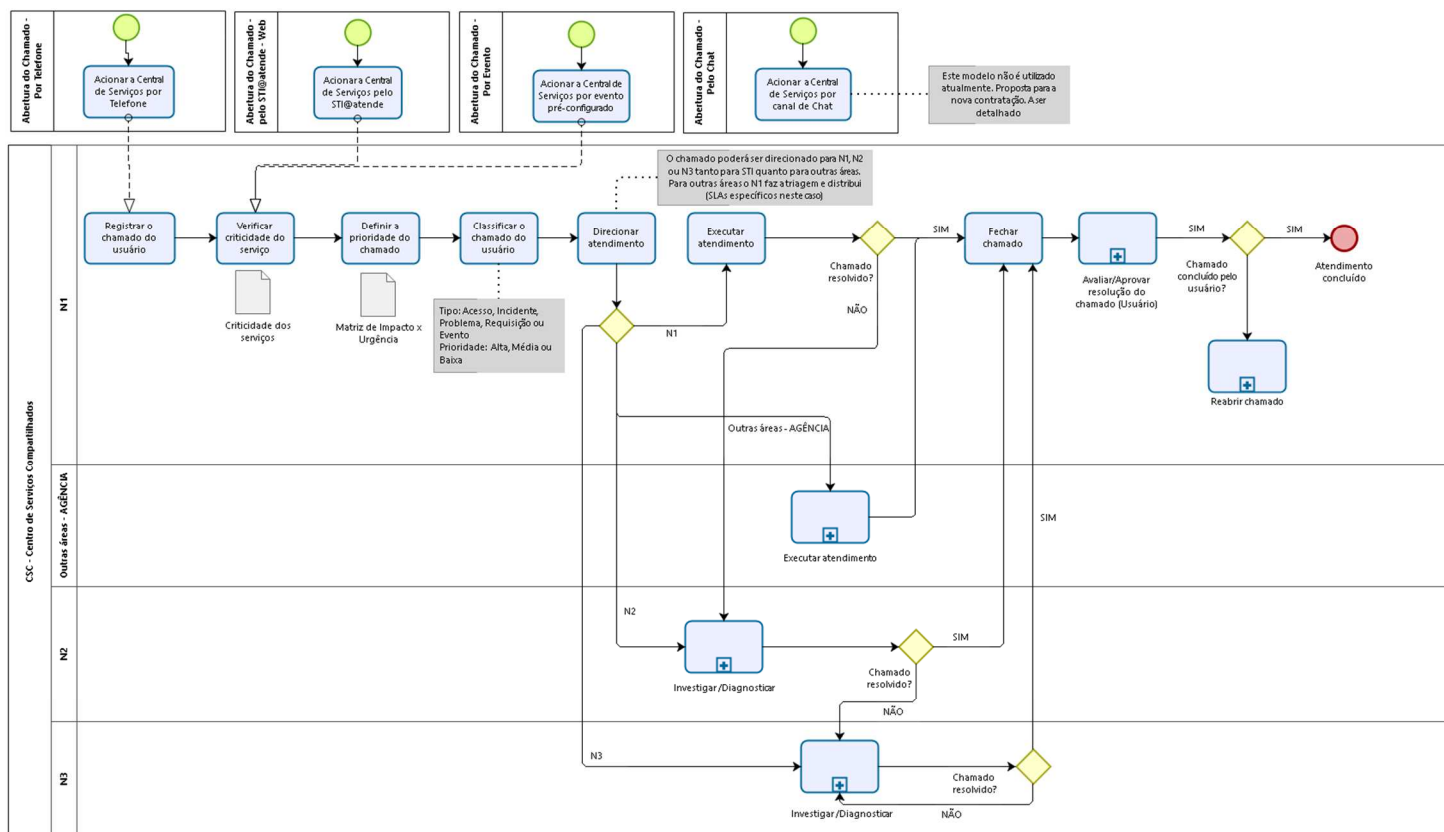 Abertura do Chamado -
Por Telefone
Acionar a Central
de Serviços por
Telefone
Abertura do Chamado -
pelo STI@atende - Web
Acionar a Central
de Serviços pelo
STI@atende
Abertura do Chamado -
Por Evento
Acionar a Central de
Serviços por evento
pré-configurado
Abertura do Chamado -
Pelo Chat
Acionar a Central
de Serviços por
canal de Chat
Este modelo não é utilizado
atualmente. Proposta para a
nova contratação. A ser
detalhado
CSC - Centro de Serviços Compartilhados
N1
O chamado poderá ser direcionado para N1, N2
ou N3 tanto para STI quanto para outras áreas.
Para outras áreas o N1 faz a triagem e distribui
(SLAs específicos neste caso)
Registrar o
chamado do
usuário
Verificar
criticidade do
serviço
Definir a
prioridade do
chamado
Classificar o
chamado do
usuário
Direcionar
atendimento
Executar
atendimento
Chamado
resolvido?
SIM
NÃO
Fechar
chamado
Avaliar/Aprovar
resolução do
chamado (Usuário)
SIM
Chamado
concluído pelo
usuário?
SIM
Atendimento
concluído
Reabrir chamado
Criticidade dos
serviços
Matriz de Impacto x
Urgência
Tipo: Acesso, Incidente,
Problema, Requisição ou
Evento
Prioridade: Alta, Média ou
Baixa
N1
Outras áreas - AGÊNCIA
Outras áreas - AGÊNCIA
Executar atendimento
SIM
N2
N2
Investigar/Diagnosticar
Chamado
resolvido?
SIM
NÃO
N3
N3
Investigar/Diagnosticar
Chamado
resolvido?
NÃO